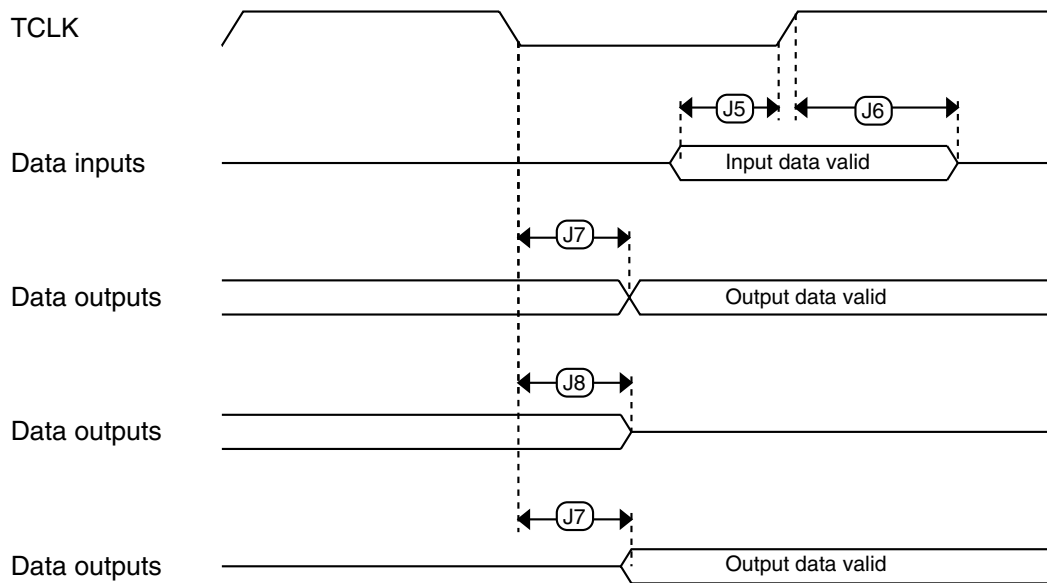 TCLK
J5
J6
Data inputs
Input data valid
J7
Data outputs
Output data valid
J8
Data outputs
J7
Data outputs
Output data valid